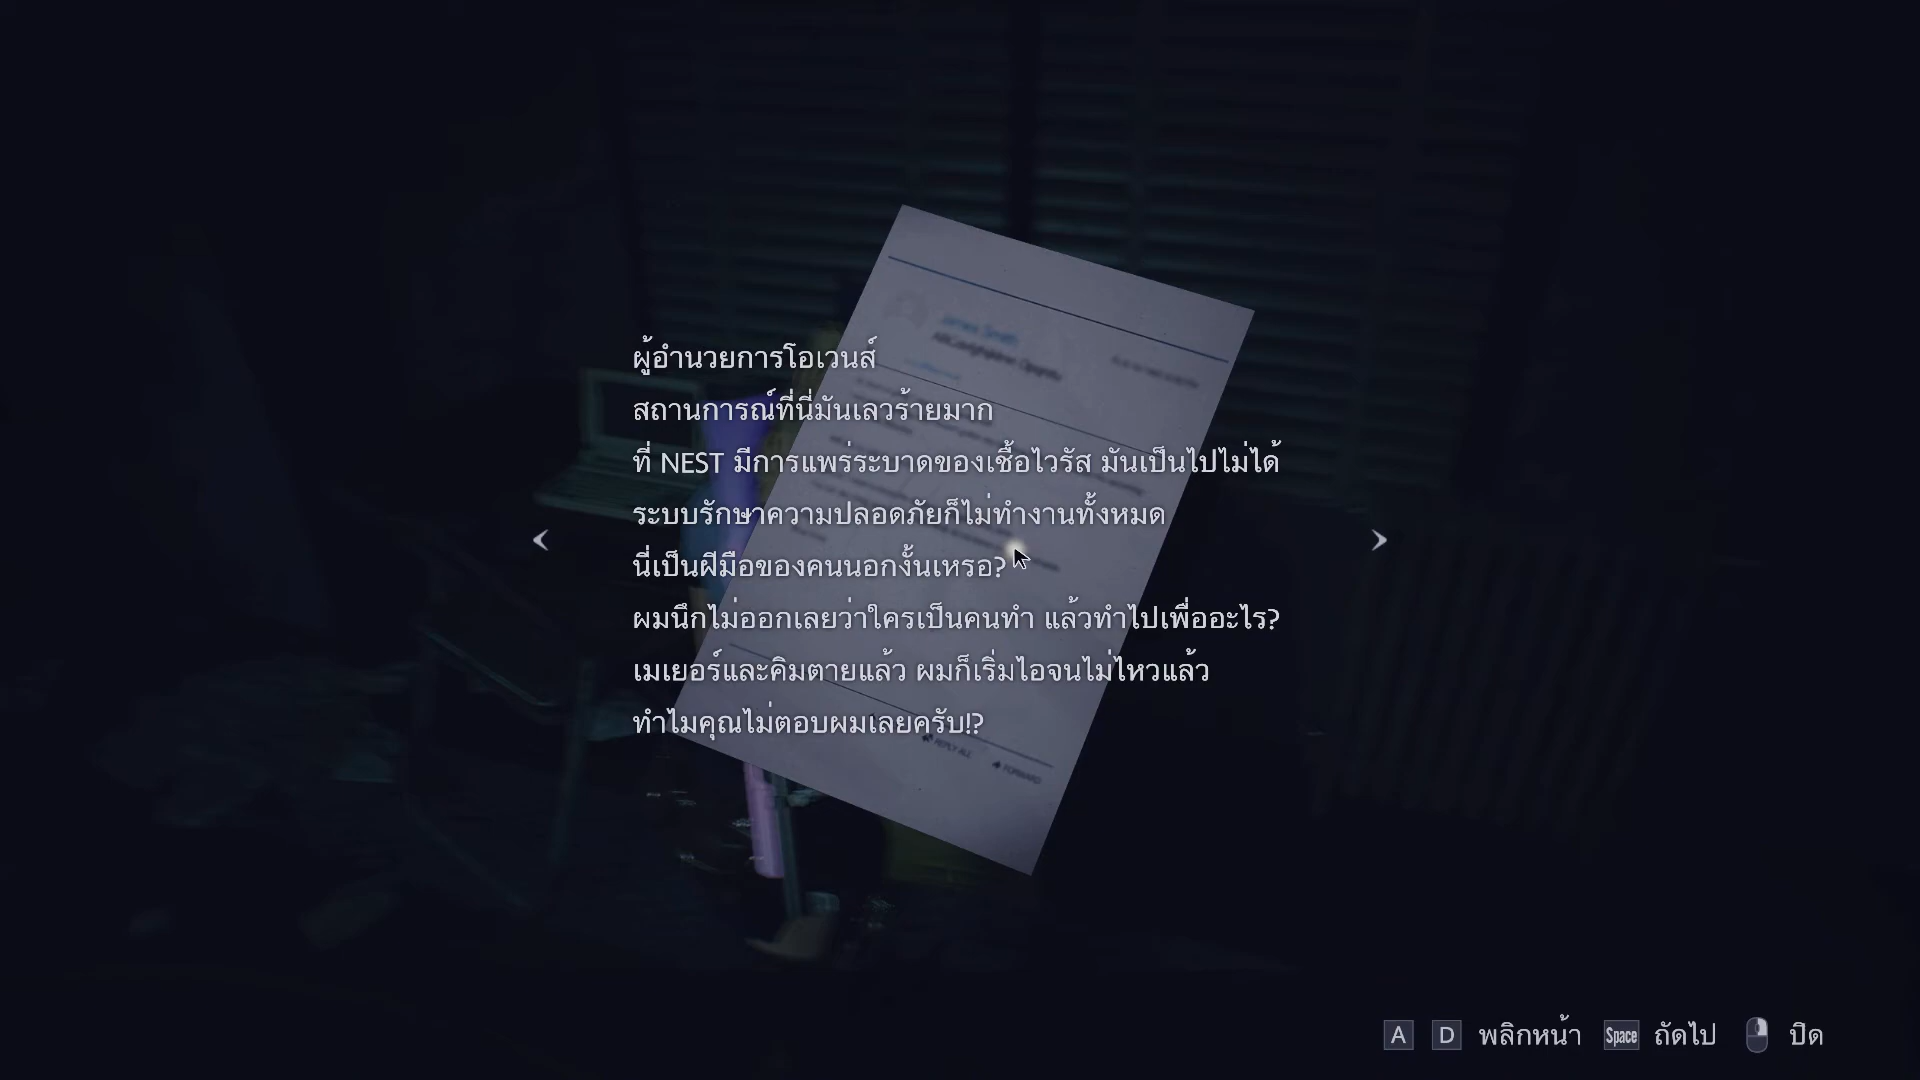 ผู้อำนวยการโอเวนส์
สถานการณ์ที่นี่มันเลวร้ายมาก
ที่ NEST มีการแพร่ระบาดของเชื้อไวรัส มันเป็นไปไม่ได้
ระบบรักษาความปลอดภัยก็ไม่ทำงานทั้งหมด
นี่เป็นฝีมือของคนนอกงั้นเหรอ?
ผมนึกไม่ออกเลยว่าใครเป็นคนทำ แล้วทำไปเพื่ออะไร?
เมเยอร์และคิมตายแล้ว ผมก็เริ่มไอจนไม่ไหวแล้ว
ทำไมคุณไม่ตอบผมเลยครับ!?
James Smith
REPLY ALL
FORWARD
A D พลิกหน้า Space ถัดไป ปิด